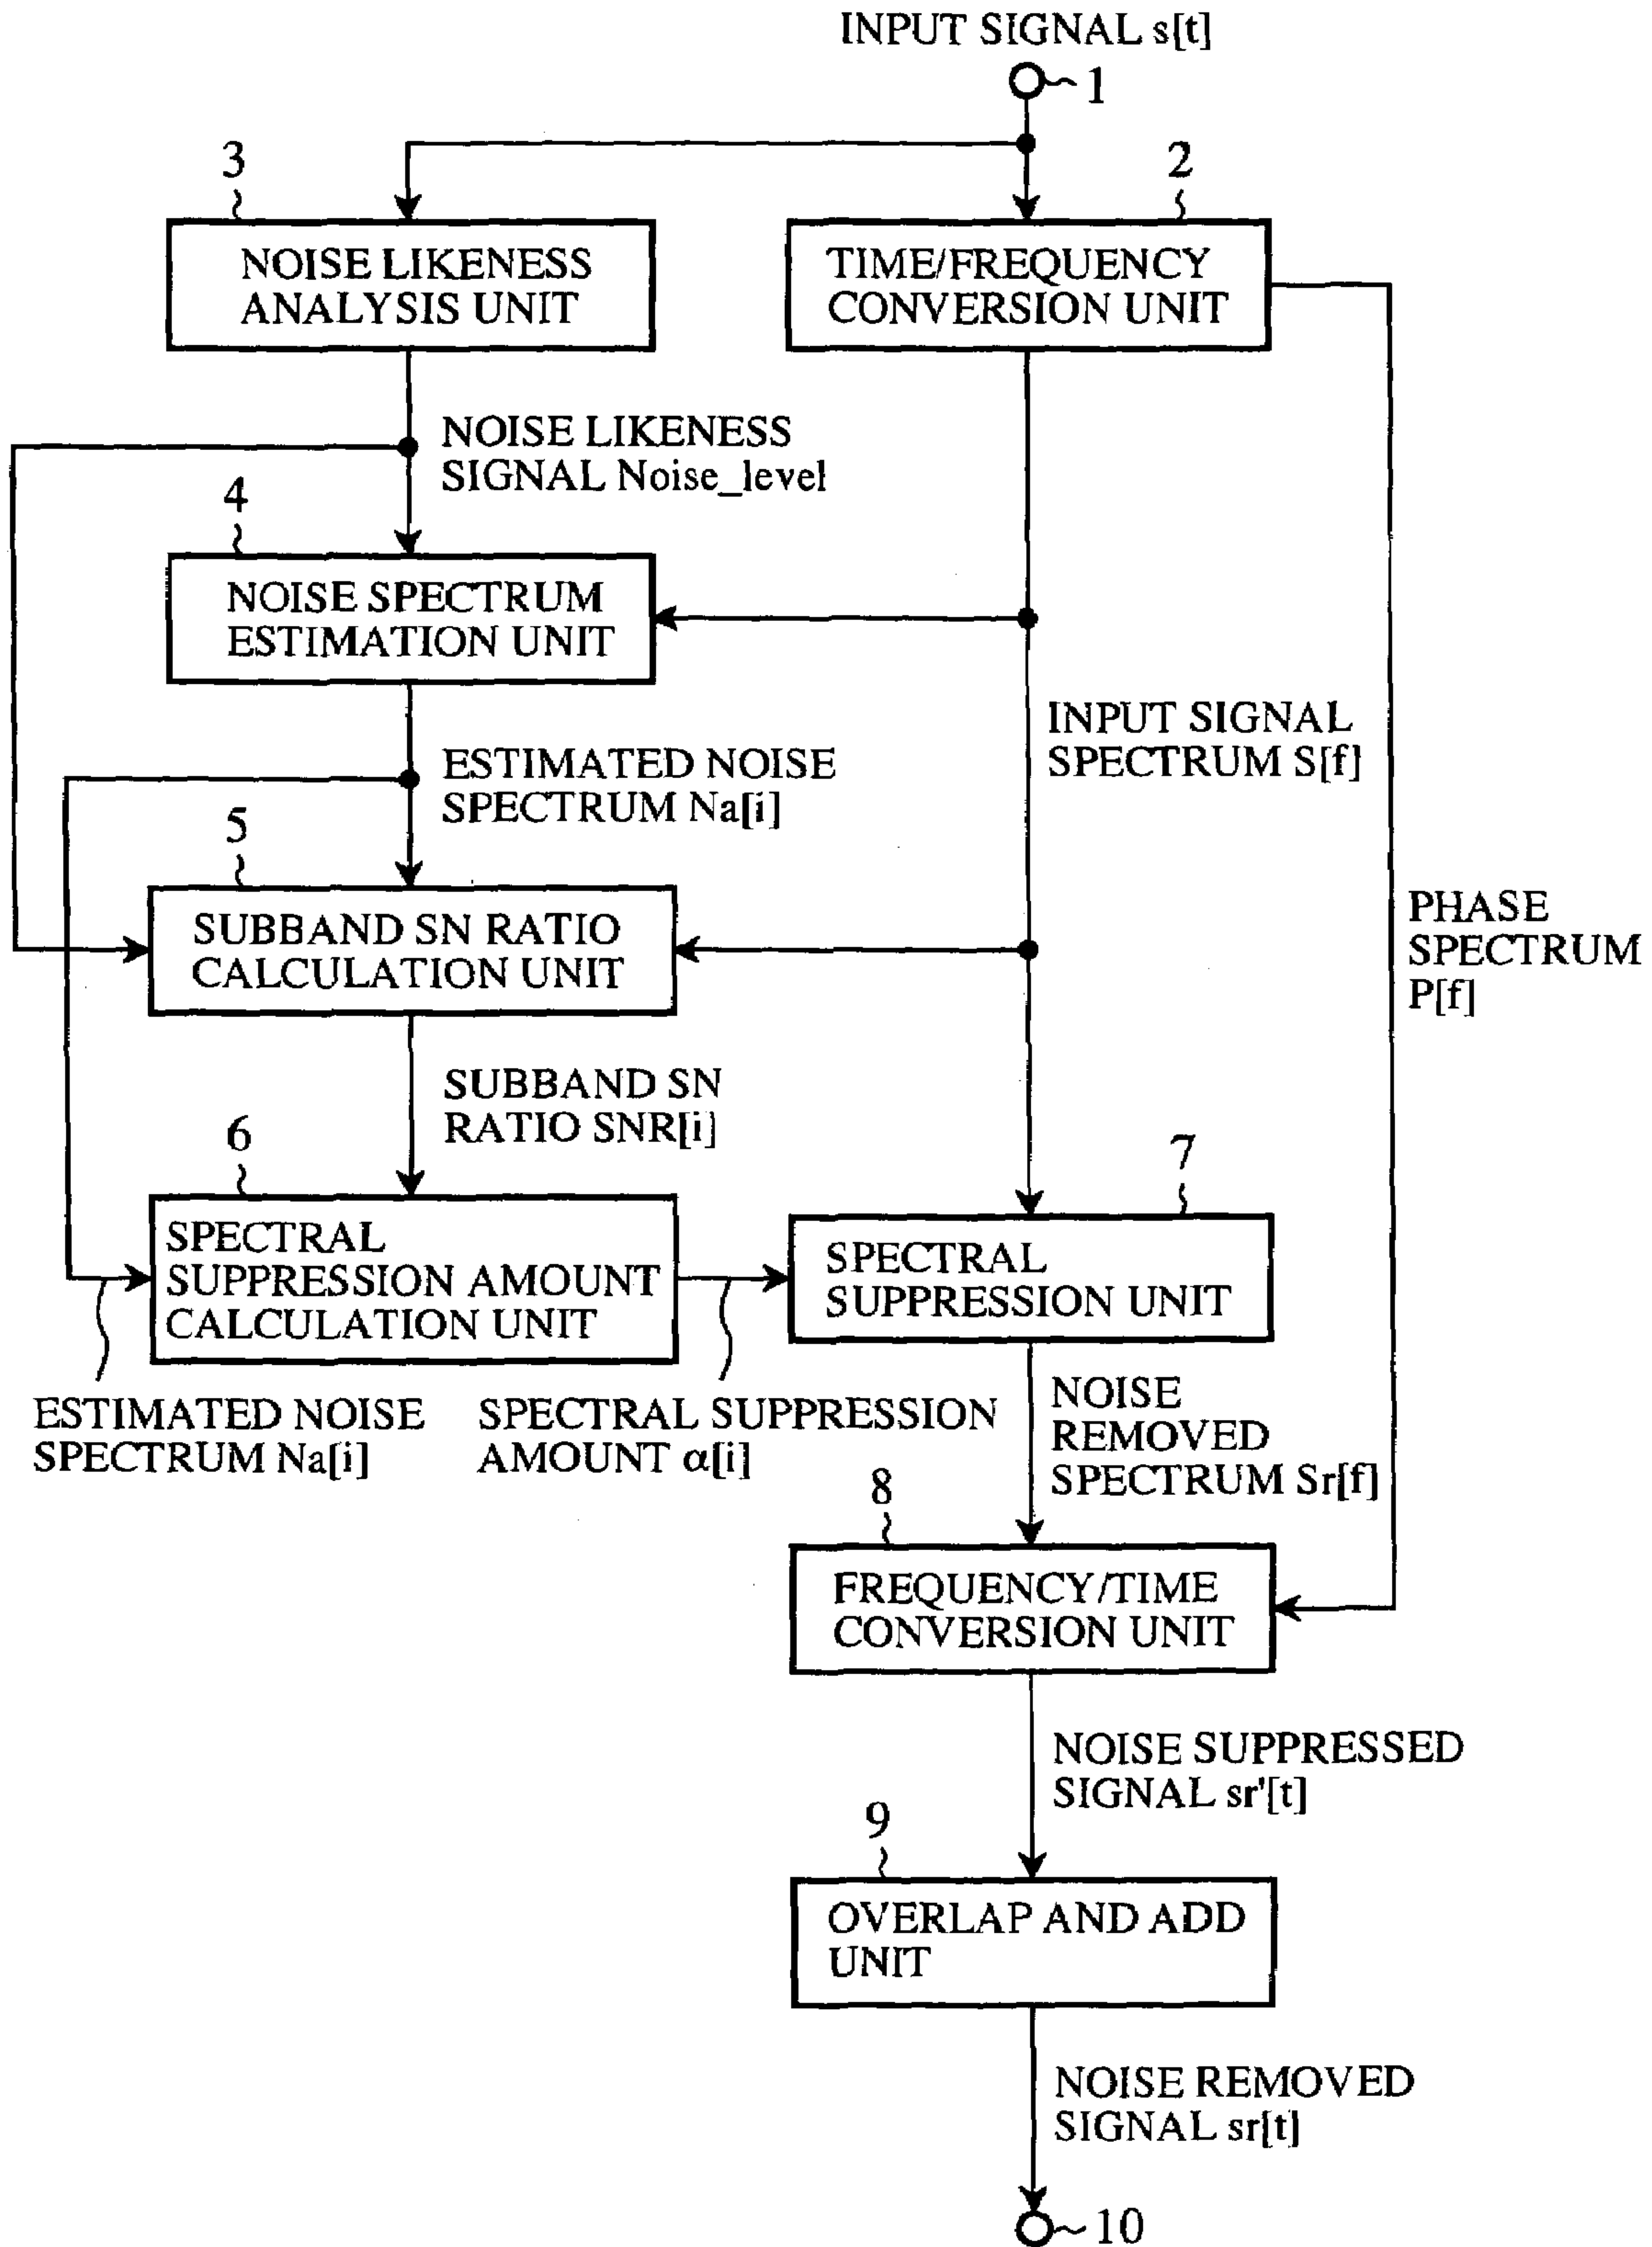 INPUT SIGNAL s[t]
1
3
2
NOISE LIKENESS
ANALYSIS UNIT
TIME/FREQUENCY
CONVERSION UNIT
NOISE LIKENESS
SIGNAL Noise_level
4
NOISE SPECTRUM
ESTIMATION UNIT
INPUT SIGNAL
SPECTRUM S[f]
ESTIMATED NOISE
SPECTRUM Na[i]
5
PHASE
SPECTRUM
P[f]
SUBBAND SN RATIO
CALCULATION UNIT
SUBBAND SN
RATIO SNR[i]
6
7
SPECTRAL
SUPPRESSION AMOUNT
CALCULATION UNIT
SPECTRAL
SUPPRESSION UNIT
ESTIMATED NOISE
SPECTRUM Na[i]
SPECTRAL SUPPRESSION
AMOUNT α[i]
NOISE
REMOVED
SPECTRUM Sr[f]
8
FREQUENCY/TIME
CONVERSION UNIT
NOISE SUPPRESSED
SIGNAL sr'[t]
9
OVERLAP AND ADD
UNIT
NOISE REMOVED
SIGNAL sr[t]
10